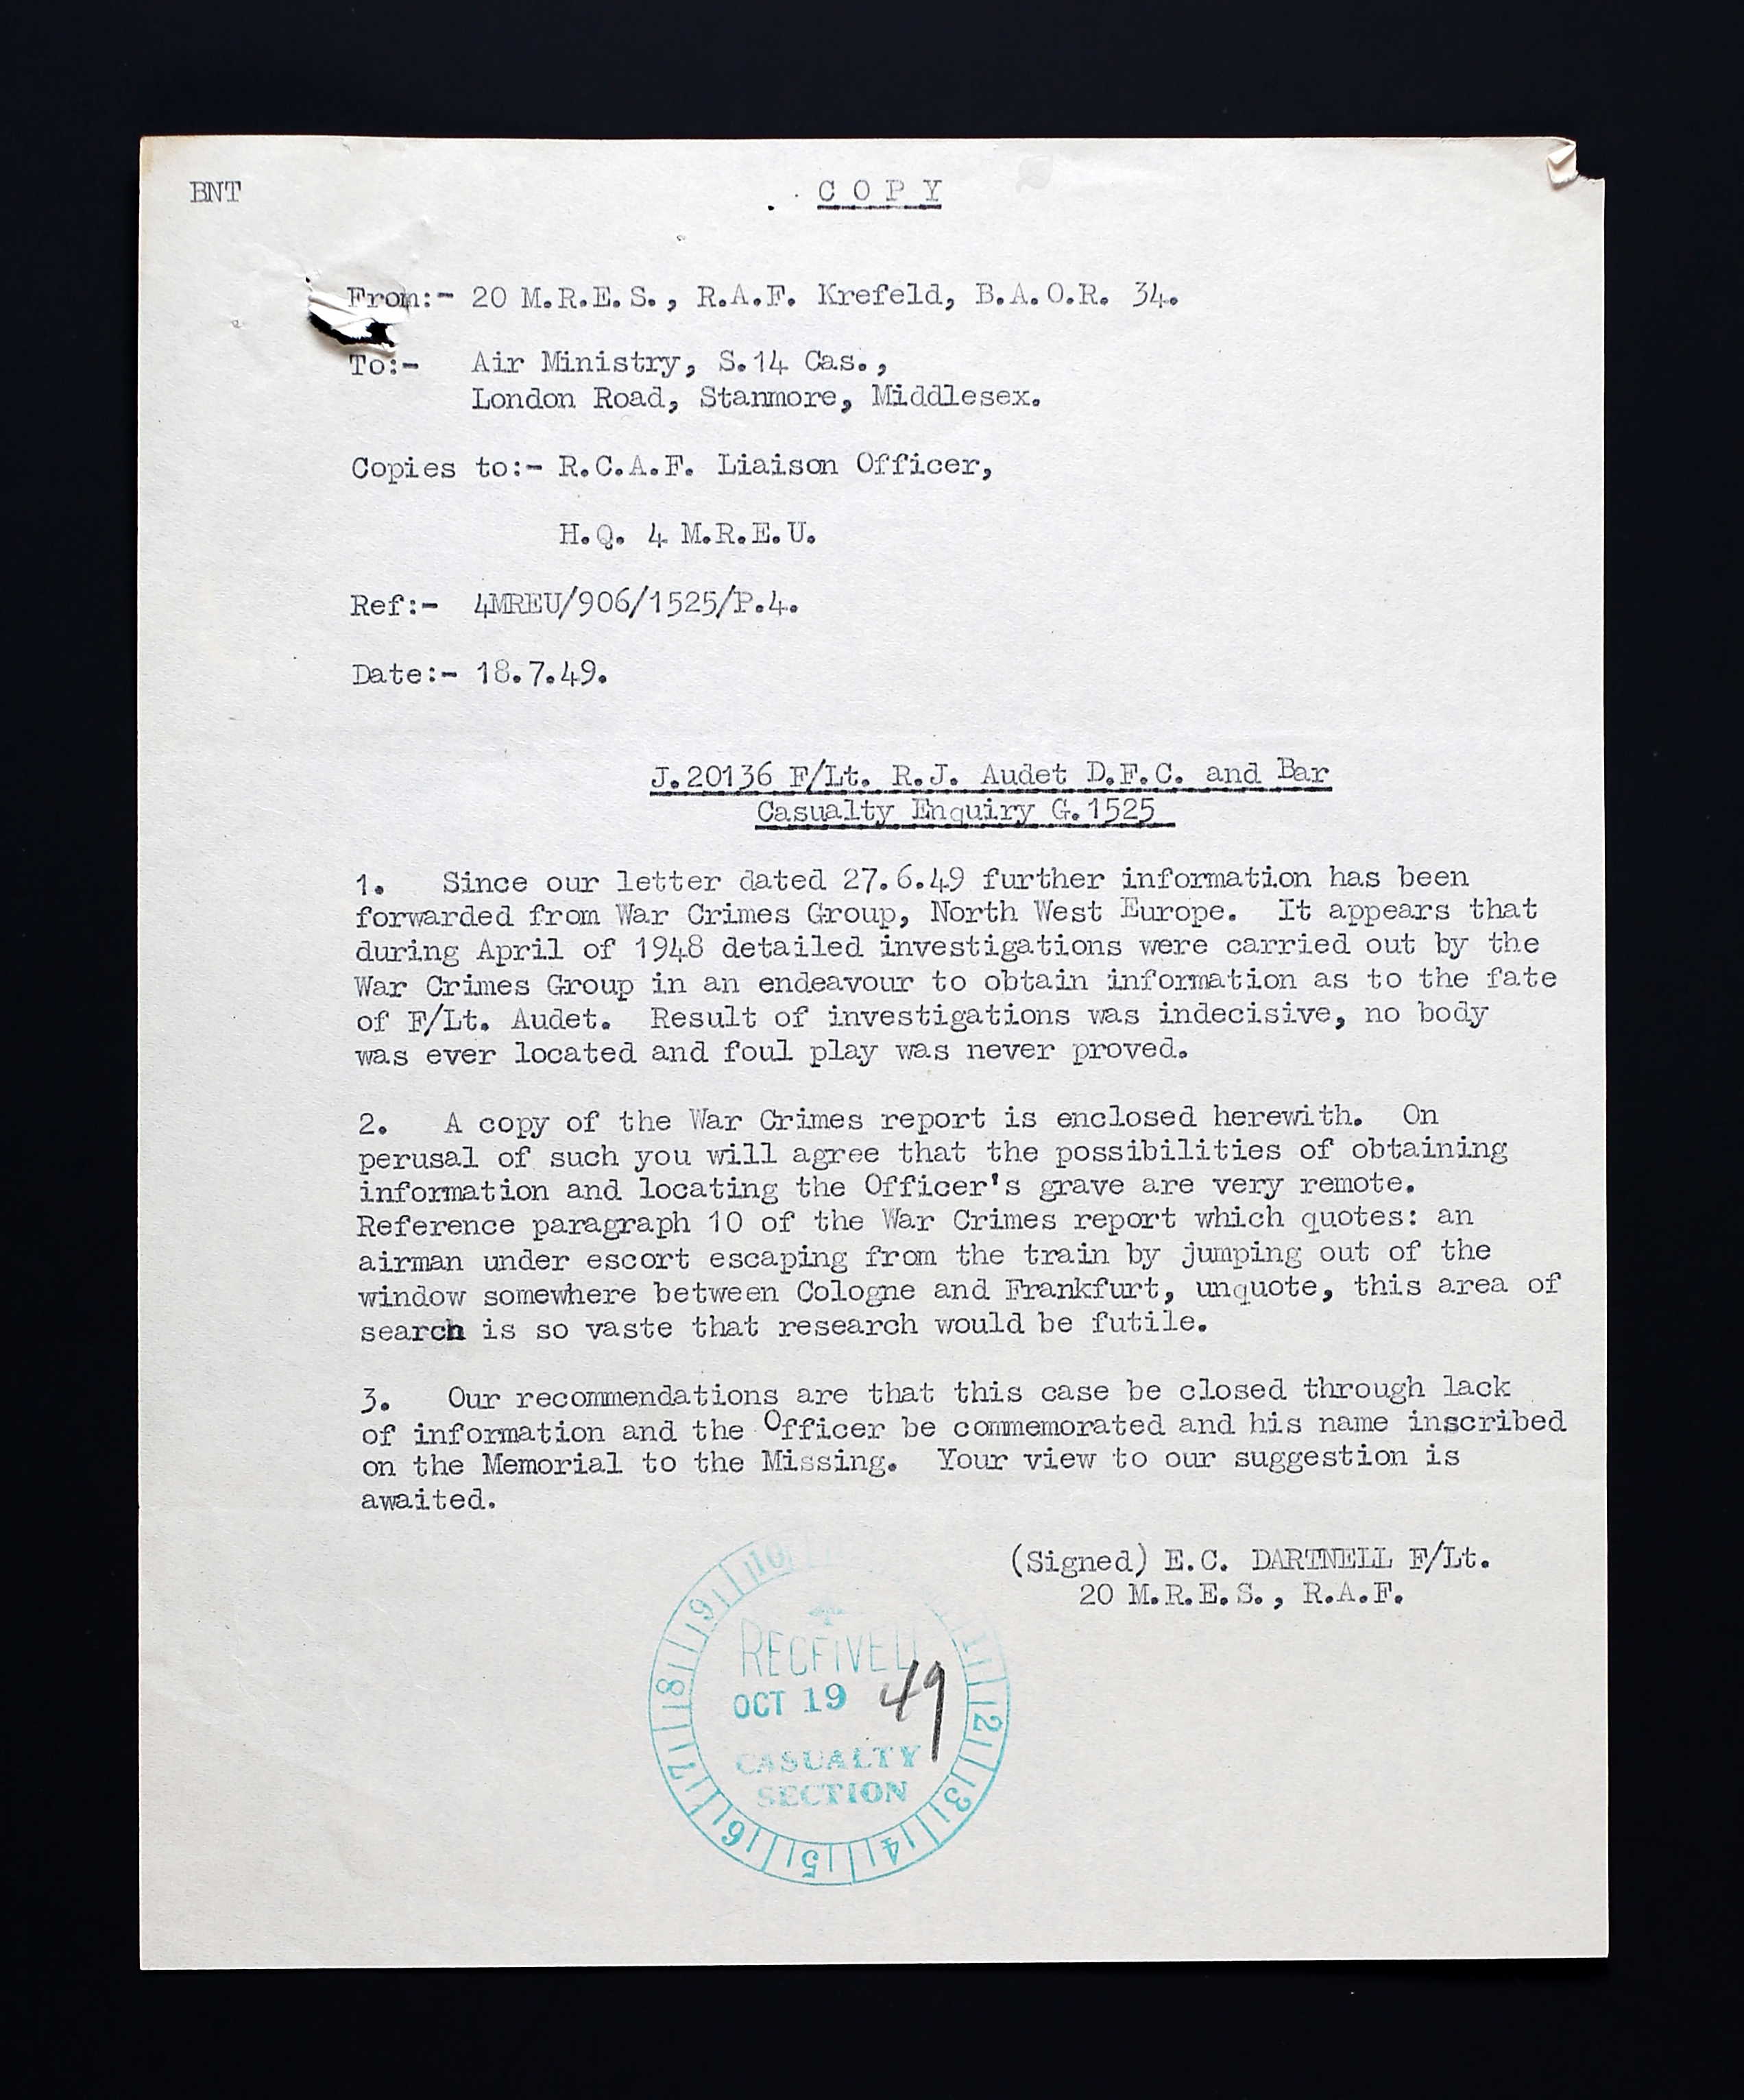 BNT
C O P Y
From:- 20 M.R.E.S., R.A.F. Krefeld, B.A.O.R. 34.
To:- Air Ministry, S.14 Cas.,
London Road, Stanmore, Middlesex.
Copies to:- R.C.A.F. Liaison Officer,
H.Q. 4 M.R.E.U.
Ref:- 4MREU/906/1525/P.4.
Date:- 18.7.49.
J.20136 F/Lt. R.J. Audet D.F.C. and Bar
Casualty Enquiry G.1525
1. Since our letter dated 27.6.49 further information has been
forwarded from War Crimes Group, North West Europe. It appears that
during April of 1948 detailed investigations were carried out by the
War Crimes Group in an endeavour to obtain information as to the fate
of F/Lt. Audet. Result of investigations was indecisive, no body
was ever located and foul play was never proved.
2. A copy of the War Crimes report is enclosed herewith. On
perusal of such you will agree that the possibilities of obtaining
information and locating the Officer's grave are very remote.
Reference paragraph 10 of the War Crimes report which quotes: an
airman under escort escaping from the train by jumping out of the
window somewhere between Cologne and Frankfurt, unquote, this area of
search is so vaste that research would be futile.
3. Our recommendations are that this case be closed through lack
of information and the Officer be commemorated and his name inscribed
on the Memorial to the Missing. Your view to our suggestion is
awaited.
(Signed) E.C. DARTNELL F/Lt.
20 M.R.E.S., R.A.F.
RECEIVED
OCT 19 49
CASUALTY
SECTION
10 9 8 7 6 5 4 3 2 1